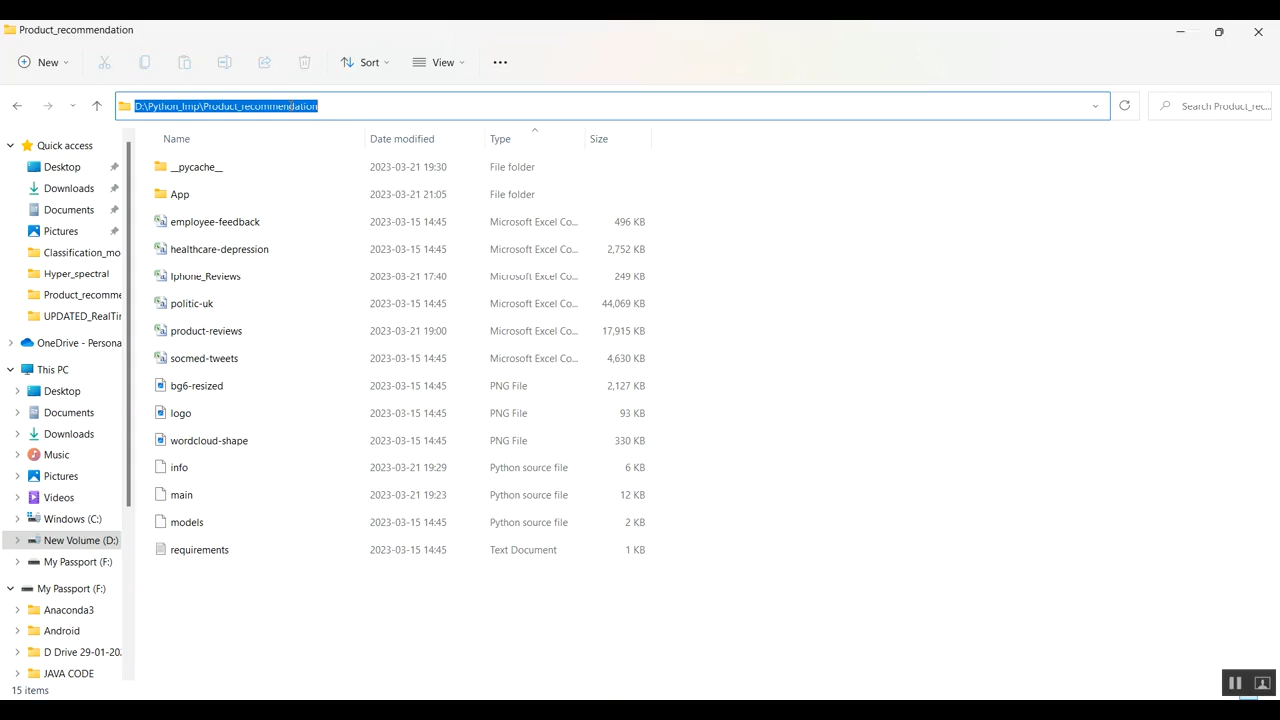 Product_recommendation
New
Sort
View
D:\Python_Imp\Product_recommendation
Search Product_rec...
Name Date modified Type Size
Quick access
Desktop
Downloads
Documents
Pictures
Classification_mo
Hyper_spectral
Product_recomme
UPDATED_RealTir
OneDrive - Persona
This PC
Desktop
Documents
Downloads
Music
Pictures
Videos
Windows (C:)
New Volume (D:)
My Passport (F:)
My Passport (F:)
Anaconda3
Android
D Drive 29-01-20.
JAVA CODE
__pycache__ 2023-03-21 19:30 File folder
App 2023-03-21 21:05 File folder
employee-feedback 2023-03-15 14:45 Microsoft Excel Co... 496 KB
healthcare-depression 2023-03-15 14:45 Microsoft Excel Co... 2,752 KB
Iphone_Reviews 2023-03-21 17:40 Microsoft Excel Co... 249 KB
politic-uk 2023-03-15 14:45 Microsoft Excel Co... 44,069 KB
product-reviews 2023-03-21 19:00 Microsoft Excel Co... 17,915 KB
socmed-tweets 2023-03-15 14:45 Microsoft Excel Co... 4,630 KB
bg6-resized 2023-03-15 14:45 PNG File 2,127 KB
logo 2023-03-15 14:45 PNG File 93 KB
wordcloud-shape 2023-03-15 14:45 PNG File 330 KB
info 2023-03-21 19:29 Python source file 6 KB
main 2023-03-21 19:23 Python source file 12 KB
models 2023-03-15 14:45 Python source file 2 KB
requirements 2023-03-15 14:45 Text Document 1 KB
15 items